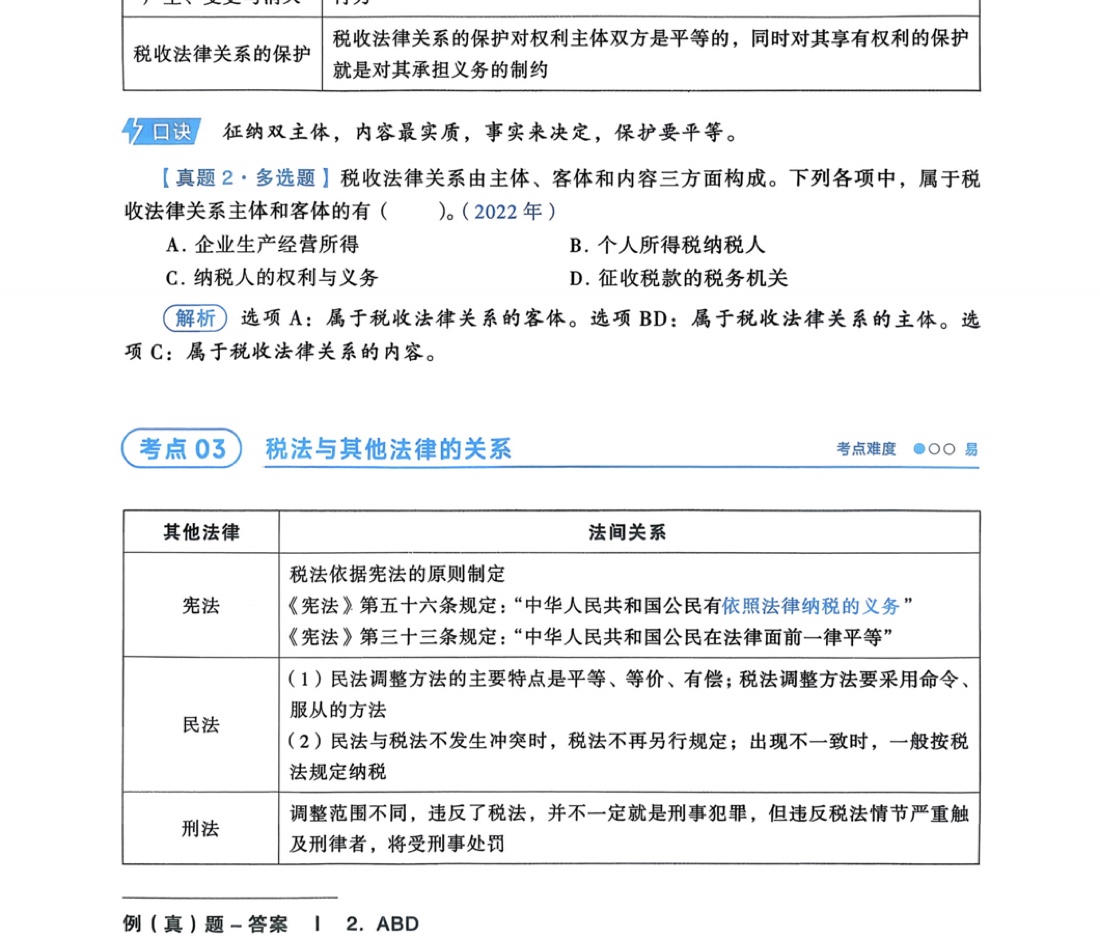 税收法律关系的保护
税收法律关系的保护对权利主体双方是平等的，同时对其享有权利的保护
就是对其承担义务的制约
口诀 征纳双主体，内容最实质，事实来决定，保护要平等。
【真题2·多选题】税收法律关系由主体、客体和内容三方面构成。下列各项中，属于税
收法律关系主体和客体的有（ ）。（2022年）
A. 企业生产经营所得
B. 个人所得税纳税人
C. 纳税人的权利与义务
D. 征收税款的税务机关
解析 选项A：属于税收法律关系的客体。选项BD：属于税收法律关系的主体。选
项C：属于税收法律关系的内容。
考点03 税法与其他法律的关系 考点难度 ●○○ 易
其他法律
法间关系
宪法
税法依据宪法的原则制定
《宪法》第五十六条规定：“中华人民共和国公民有依照法律纳税的义务”
《宪法》第三十三条规定：“中华人民共和国公民在法律面前一律平等”
民法
（1）民法调整方法的主要特点是平等、等价、有偿；税法调整方法要采用命令、
服从的方法
（2）民法与税法不发生冲突时，税法不再另行规定；出现不一致时，一般按税
法规定纳税
刑法
调整范围不同，违反了税法，并不一定就是刑事犯罪，但违反税法情节严重触
及刑律者，将受刑事处罚
例（真）题－答案 | 2. ABD